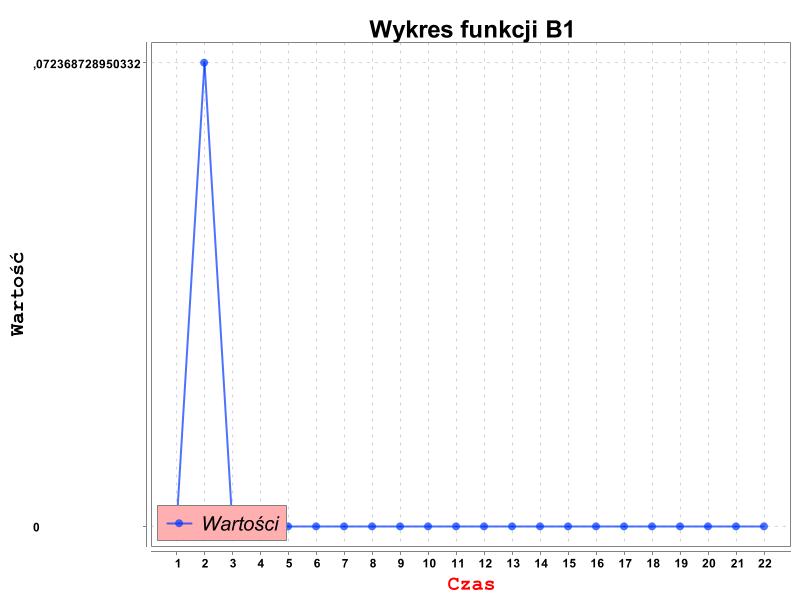 Wykres funkcji B1
,072368728950332
Wartość
0
Wartości
1 2 3 4 5 6 7 8 9 10 11 12 13 14 15 16 17 18 19 20 21 22
Czas